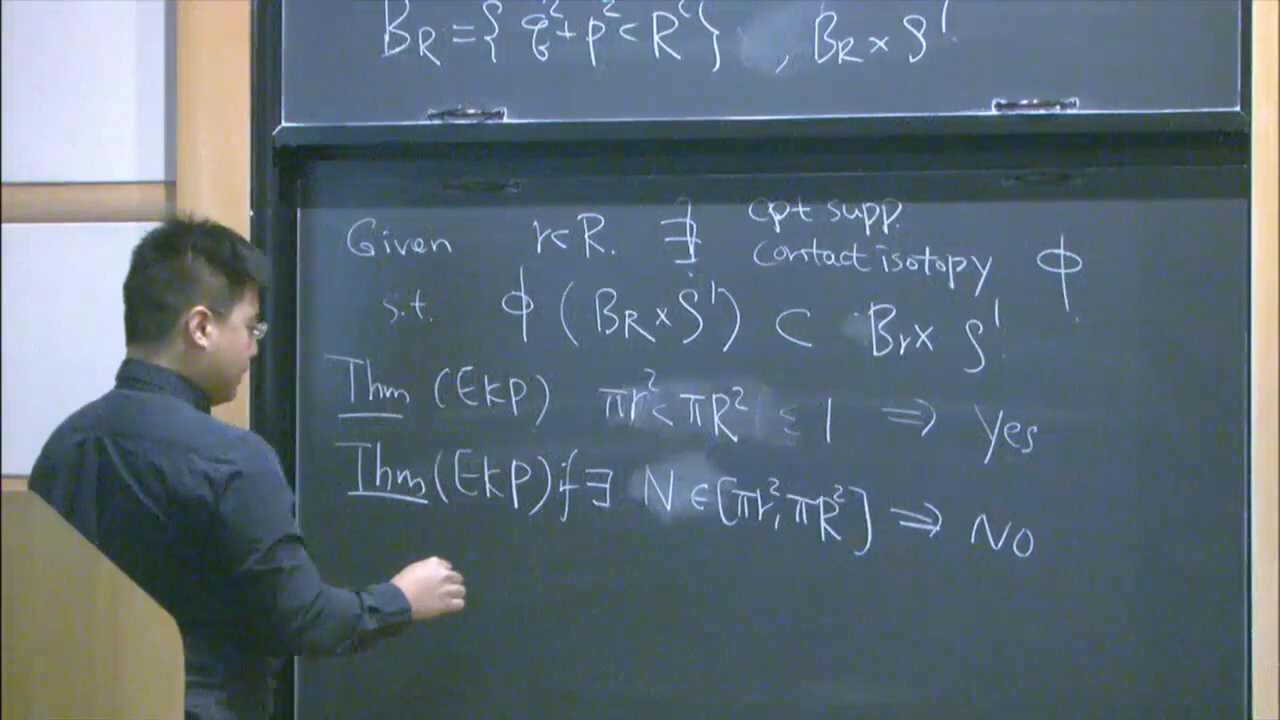 B_R = { q² + p² < R² } , B_R × S¹
Given r < R. ∃ cpt supp. contact isotopy ϕ
s.t. ϕ ( B_R × S¹ ) ⊂ B_r × S¹
Thm (EKP) πr² < πR² ≤ 1 ⇒ Yes
Thm (EKP) if ∃ N ∈ [πr², πR²] ⇒ No